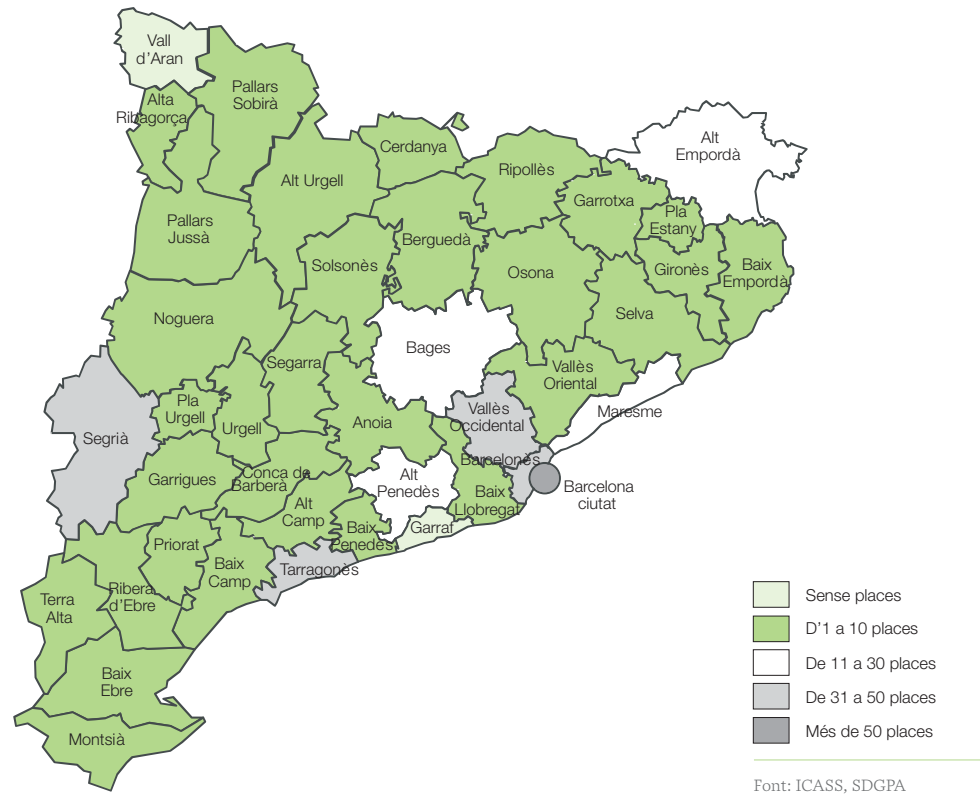 Vall
d'Aran
Alta
Ribagorça
Pallars
Sobirà
Cerdanya
Ripollès
Alt
Empordà
Alt Urgell
Garrotxa
Pla
Estany
Pallars
Jussà
Berguedà
Solsonès
Osona
Gironès
Baix
Empordà
Noguera
Selva
Bages
Segarra
Vallès
Oriental
Pla
Urgell
Urgell
Anoia
Vallès
Occidental
Maresme
Segrià
Barcelonès
Garrigues
Conca de
Barberà
Alt
Penedès
Baix
Llobregat
Barcelona
ciutat
Alt
Camp
Baix
Penedès
Garraf
Priorat
Baix
Camp
Tarragonès
Terra
Alta
Ribera
d'Ebre
Baix
Ebre
Montsià
Sense places
D'1 a 10 places
De 11 a 30 places
De 31 a 50 places
Més de 50 places
Font: ICASS, SDGPA